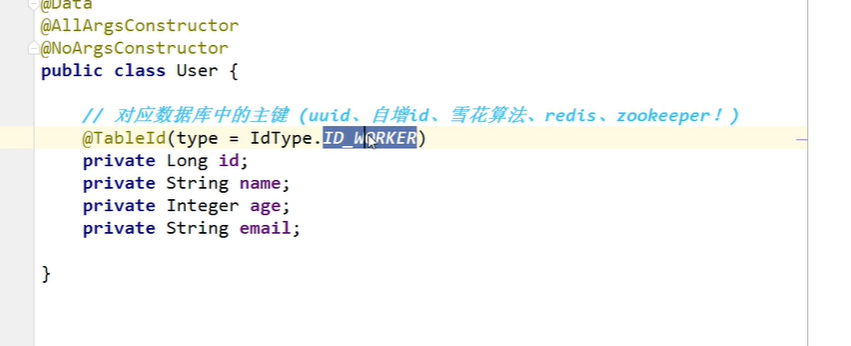 @Data
@AllArgsConstructor
@NoArgsConstructor
public class User {
// 对应数据库中的主键 (uuid、自增id、雪花算法、redis、zookeeper！)
@TableId(type = IdType.ID_WORKER)
private Long id;
private String name;
private Integer age;
private String email;
}